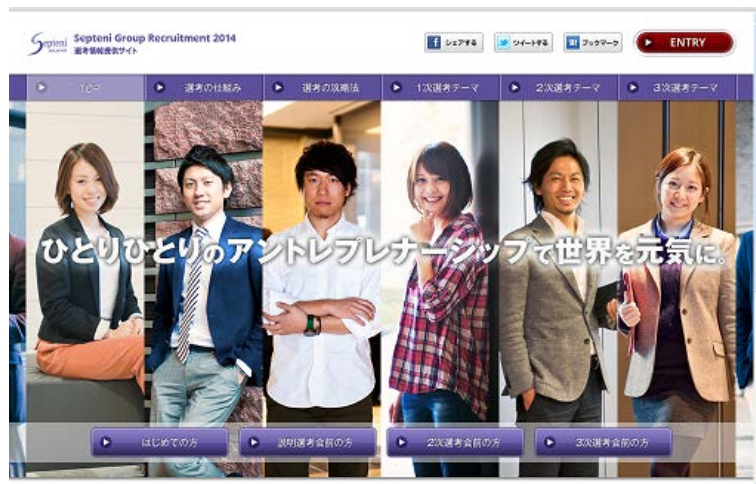 Septeni
Septeni Group Recruitment 2014
選考情報提供サイト
シェアする
ツイートする
ブックマーク
ENTRY
TOP
選考の仕組み
選考の攻略法
1次選考テーマ
2次選考テーマ
3次選考テーマ
ひとりひとりのアントレプレナーシップで世界を元気に。
はじめての方
説明選考会前の方
2次選考会前の方
3次選考会前の方